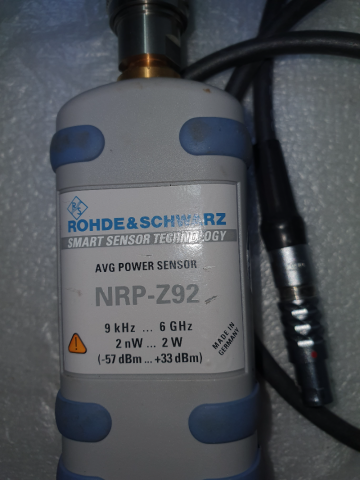 ROHDE&SCHWARZ
SMART SENSOR TECHNOLOGY
AVG POWER SENSOR
NRP-Z92
9 kHz ... 6 GHz
2 nW ... 2 W
(-57 dBm ... +33 dBm)
MADE IN
GERMANY